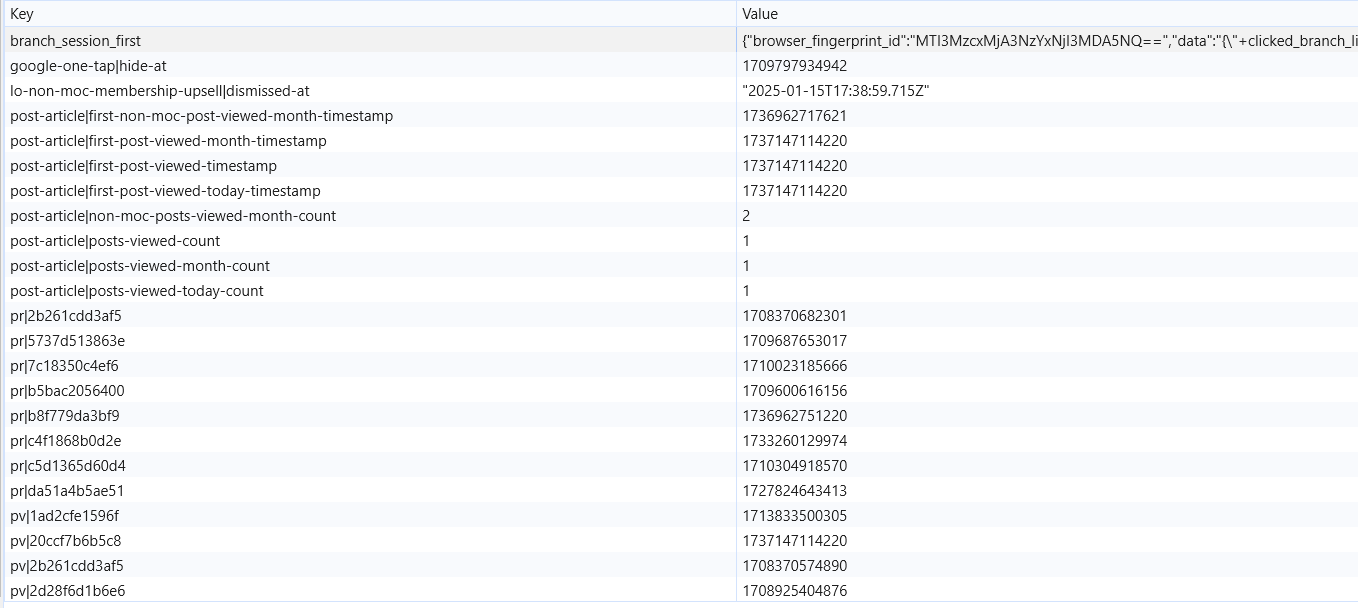 Key Value
branch_session_first {"browser_fingerprint_id":"MTI3MzcxMjA3NzYxNjI3MDA5NQ==","data":"{\"+clicked_branch_li
google-one-tap|hide-at 1709797934942
lo-non-moc-membership-upsell|dismissed-at "2025-01-15T17:38:59.715Z"
post-article|first-non-moc-post-viewed-month-timestamp 1736962717621
post-article|first-post-viewed-month-timestamp 1737147114220
post-article|first-post-viewed-timestamp 1737147114220
post-article|first-post-viewed-today-timestamp 1737147114220
post-article|non-moc-posts-viewed-month-count 2
post-article|posts-viewed-count 1
post-article|posts-viewed-month-count 1
post-article|posts-viewed-today-count 1
pr|2b261cdd3af5 1708370682301
pr|5737d513863e 1709687653017
pr|7c18350c4ef6 1710023185666
pr|b5bac2056400 1709600616156
pr|b8f779da3bf9 1736962751220
pr|c4f1868b0d2e 1733260129974
pr|c5d1365d60d4 1710304918570
pr|da51a4b5ae51 1727824643413
pv|1ad2cfe1596f 1713833500305
pv|20ccf7b6b5c8 1737147114220
pv|2b261cdd3af5 1708370574890
pv|2d28f6d1b6e6 1708925404876